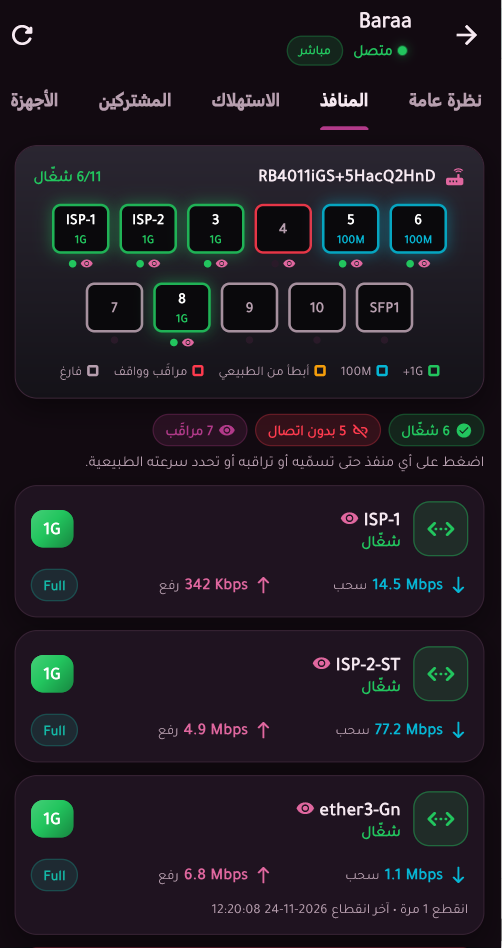 Baraa
متصل
مباشر
نظرة عامة
المنافذ
الاستهلاك
المشتركين
الأجهزة
RB4011iGS+5HacQ2HnD
6/11 شغّال
ISP-1 ISP-2 3 4 5 6
1G 1G 1G 100M 100M
7 8 9 10 SFP1
1G
1G+ 100M أبطأ من الطبيعي مراقَب وواقف فارغ
6 شغّال
5 بدون اتصال
7 مراقَب
اضغط على أي منفذ حتى تسمّيه أو تراقبه أو تحدد سرعته الطبيعية.
ISP-1
شغّال
1G
14.5 Mbps سحب
342 Kbps رفع
Full
ISP-2-ST
شغّال
1G
77.2 Mbps سحب
4.9 Mbps رفع
Full
ether3-Gn
شغّال
1G
1.1 Mbps سحب
6.8 Mbps رفع
Full
انقطع 1 مرة • آخر انقطاع 2026-11-24 12:20:08